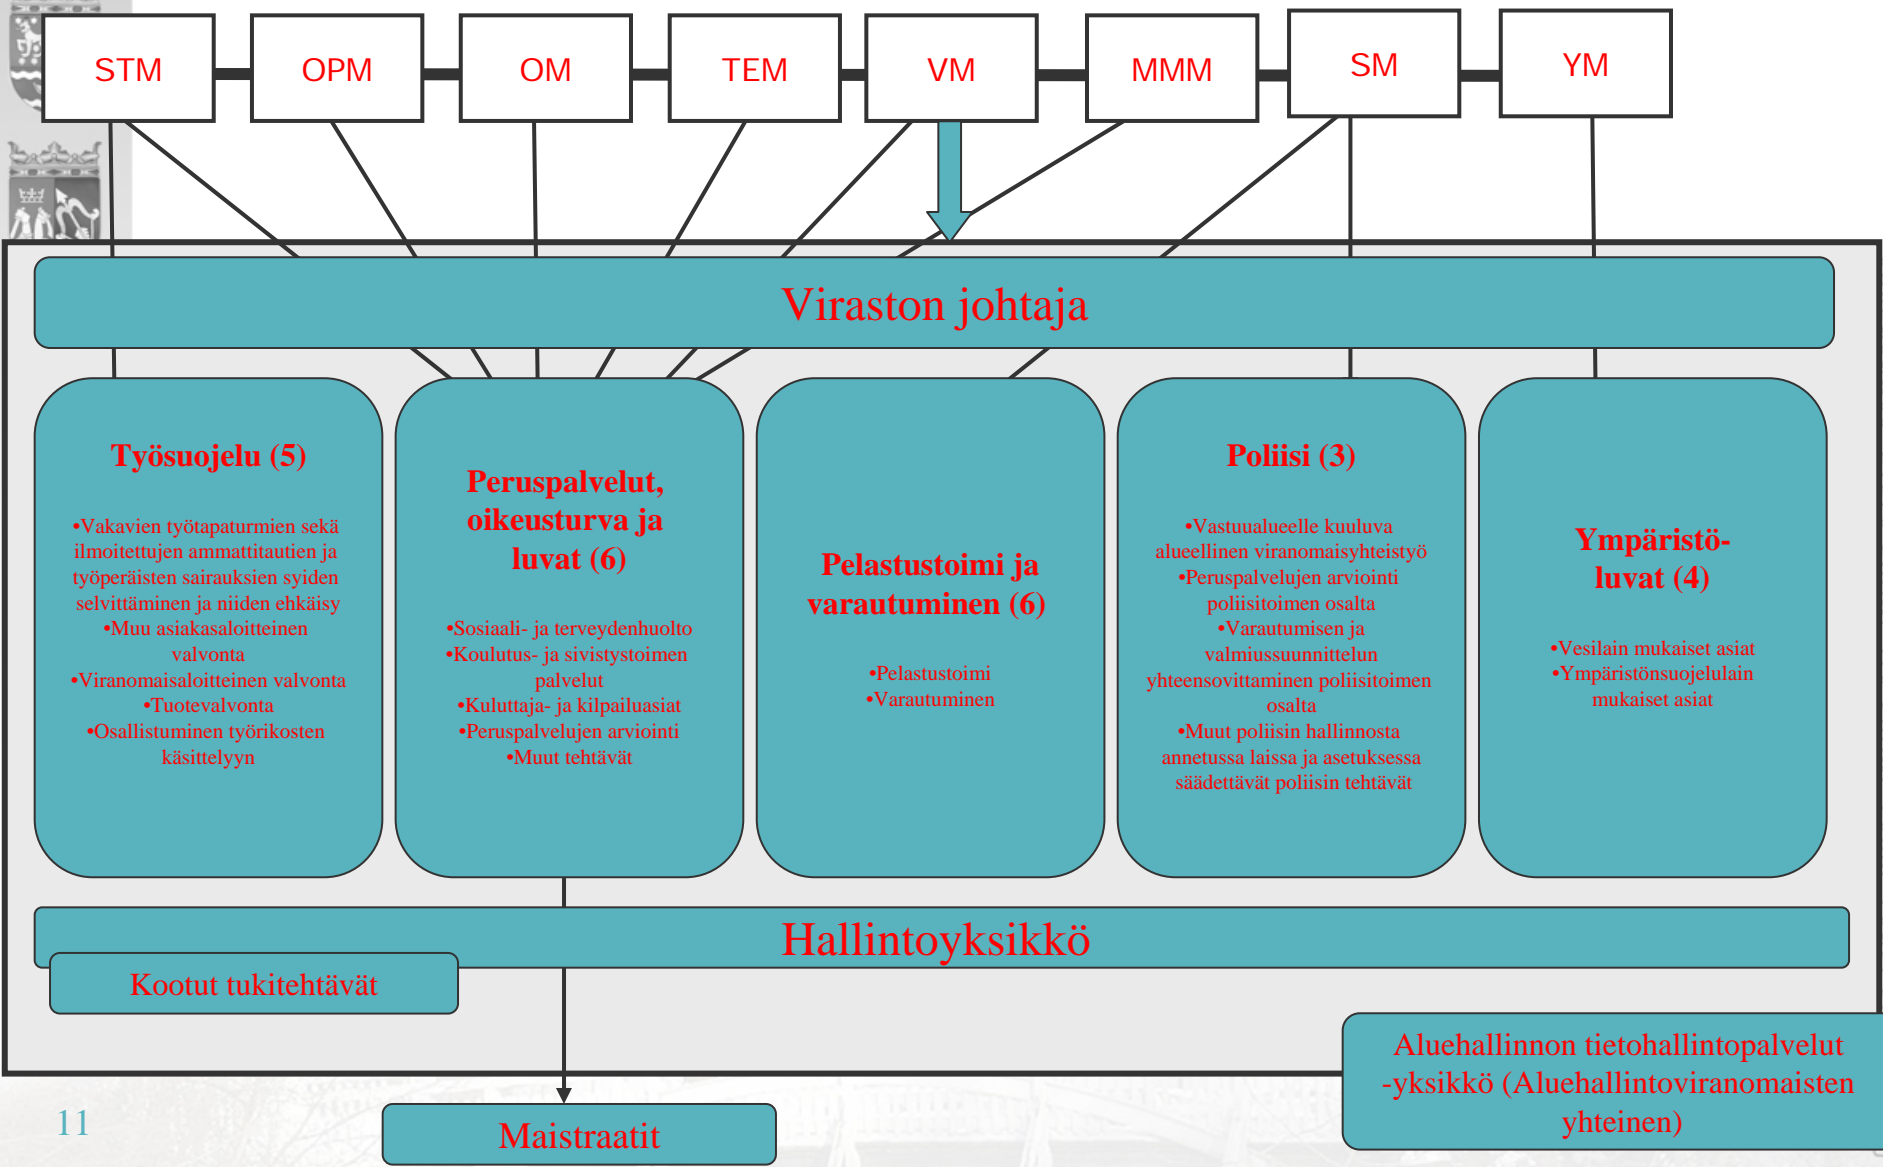 STM OPM OM TEM VM MMM SM YM
Viraston johtaja
Työsuojelu (5)
•Vakavien työtapaturmien sekä
ilmoitettujen ammattitautien ja
työperäisten sairauksien syiden
selvittäminen ja niiden ehkäisy
•Muu asiakasaloitteinen
valvonta
•Viranomaisaloitteinen valvonta
•Tuotevalvonta
•Osallistuminen työrikosten
käsittelyyn
Peruspalvelut,
oikeusturva ja
luvat (6)
•Sosiaali- ja terveydenhuolto
•Koulutus- ja sivistystoimen
palvelut
•Kuluttaja- ja kilpailuasiat
•Peruspalvelujen arviointi
•Muut tehtävät
Pelastustoimi ja
varautuminen (6)
•Pelastustoimi
•Varautuminen
Poliisi (3)
•Vastuualueelle kuuluva
alueellinen viranomaisyhteistyö
•Peruspalvelujen arviointi
poliisitoimen osalta
•Varautumisen ja
valmiussuunnittelun
yhteensovittaminen poliisitoimen
osalta
•Muut poliisin hallinnosta
annetussa laissa ja asetuksessa
säädettävät poliisin tehtävät
Ympäristö-
luvat (4)
•Vesilain mukaiset asiat
•Ympäristönsuojelulain
mukaiset asiat
Hallintoyksikkö
Kootut tukitehtävät
Aluehallinnon tietohallintopalvelut
-yksikkö (Aluehallintoviranomaisten
yhteinen)
Maistraatit
11